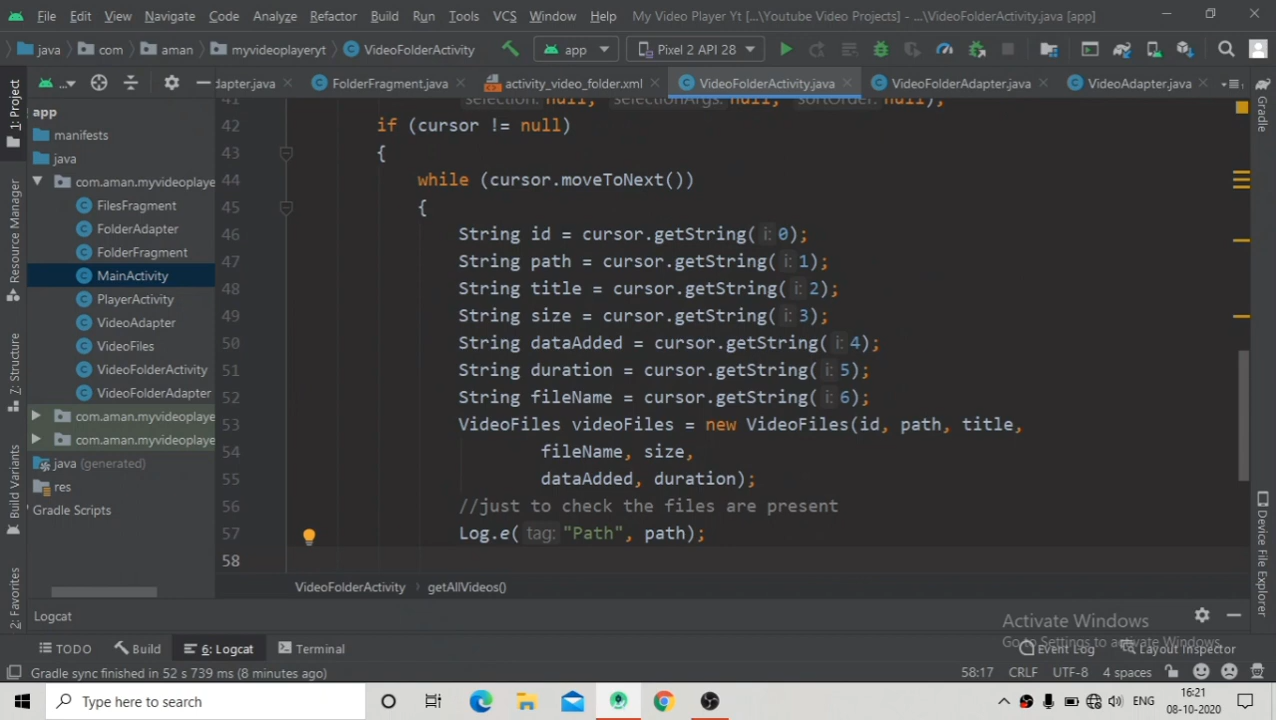 File Edit View Navigate Code Analyze Refactor Build Run Tools VCS Window Help My Video Player Yt [...\Youtube Video Projects] - ...\VideoFolderActivity.java [app]
java com aman myvideoplayeryt VideoFolderActivity app Pixel 2 API 28
...
dapter.java FolderFragment.java activity_video_folder.xml VideoFolderActivity.java VideoFolderAdapter.java VideoAdapter.java
1: Project
Resource Manager
Z: Structure
Build Variants
2: Favorites
app
manifests
java
com.aman.myvideoplaye
FilesFragment
FolderAdapter
FolderFragment
MainActivity
PlayerActivity
VideoAdapter
VideoFiles
VideoFolderActivity
VideoFolderAdapter
com.aman.myvideoplaye
com.aman.myvideoplaye
java (generated)
res
Gradle Scripts
41 selection: null, selectionArgs: null, sortOrder: null);
42 if (cursor != null)
43 {
44 while (cursor.moveToNext())
45 {
46 String id = cursor.getString( i: 0);
47 String path = cursor.getString( i: 1);
48 String title = cursor.getString( i: 2);
49 String size = cursor.getString( i: 3);
50 String dataAdded = cursor.getString( i: 4);
51 String duration = cursor.getString( i: 5);
52 String fileName = cursor.getString( i: 6);
53 VideoFiles videoFiles = new VideoFiles(id, path, title,
54 fileName, size,
55 dataAdded, duration);
56 //just to check the files are present
57 Log.e( tag: "Path", path);
58
VideoFolderActivity getAllVideos()
Gradle
Device File Explorer
Logcat
Activate Windows
Go to Settings to activate Windows.
TODO Build 6: Logcat Terminal Event Log Layout Inspector
Gradle sync finished in 52 s 739 ms (8 minutes ago) 58:17 CRLF UTF-8 4 spaces
Type here to search ENG 16:21
08-10-2020